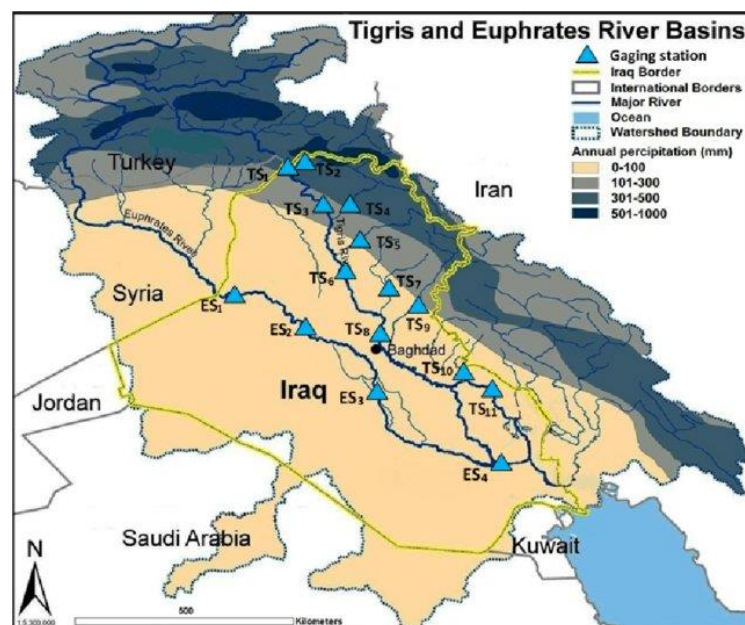 Tigris and Euphrates River Basins
Gaging station
Iraq Border
International Borders
Major River
Ocean
Watershed Boundary
Annual percipitation (mm)
0-100
101-300
301-500
501-1000
Turkey
TS1
TS2
Iran
TS3
TS4
Euphrates River
TS5
TS6
TS7
Syria
ES1
TS9
ES2
TS8
Baghdad
TS10
Iraq
ES3
TS11
Jordan
ES4
Saudi Arabia
Kuwait
N
500
Kilometers